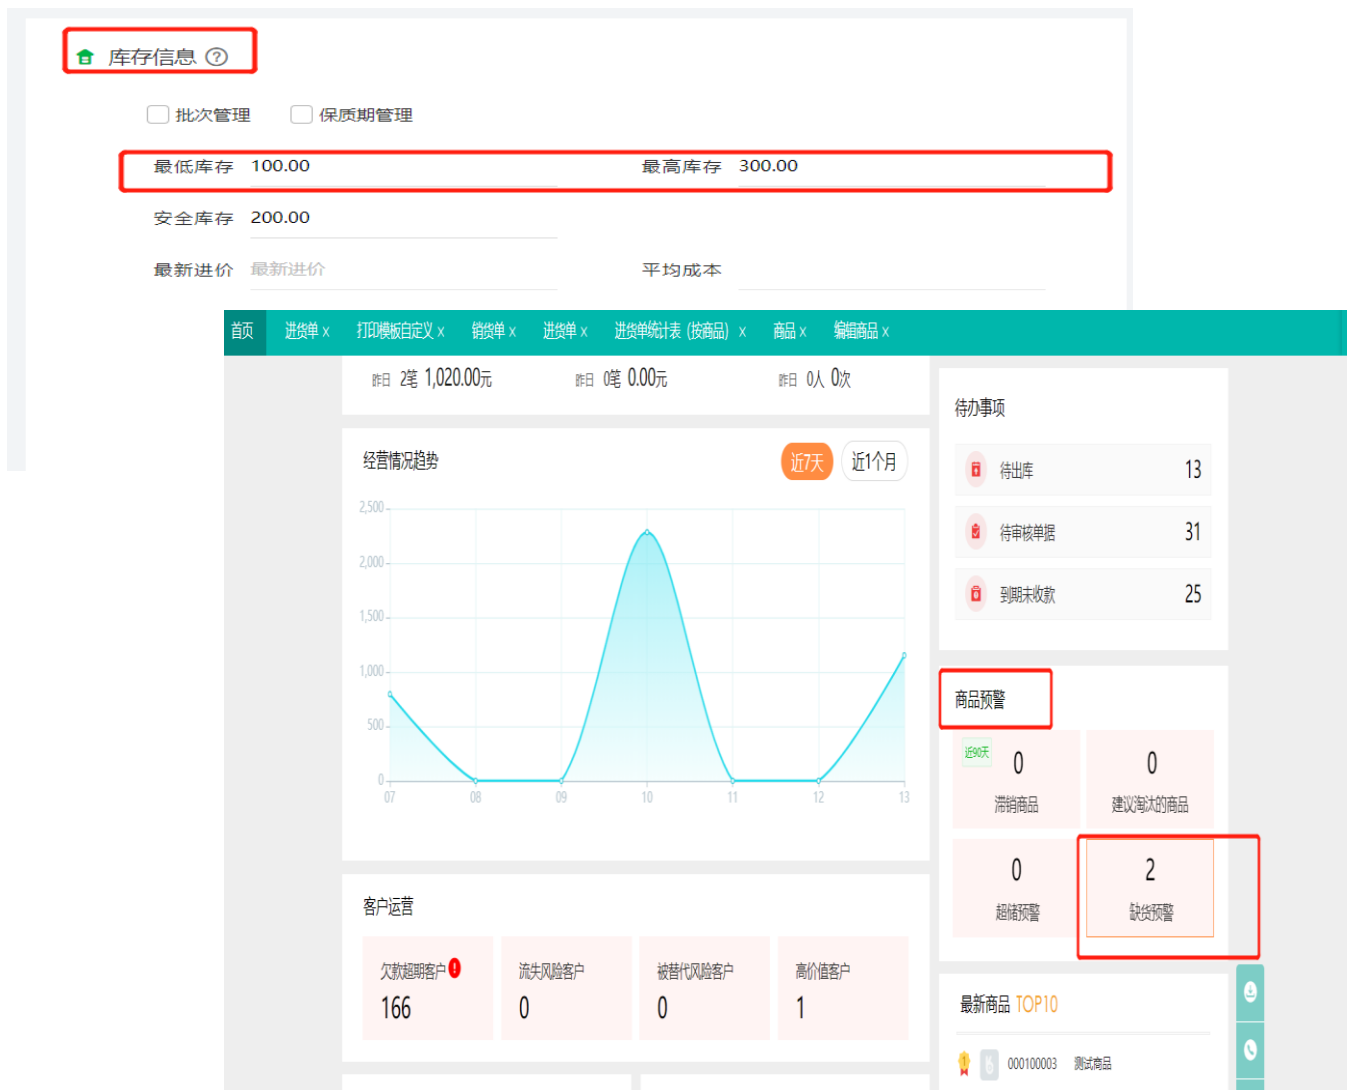 库存信息 ?
批次管理 保质期管理
最低库存 100.00 最高库存 300.00
安全库存 200.00
最新进价 最新进价 平均成本
首页 进货单 x 打印模板自定义 x 销货单 x 进货单 x 进货单统计表（按商品） x 商品 x 编辑商品 x
昨日 2笔 1,020.00元 昨日 0笔 0.00元 昨日 0人 0次
经营情况趋势 近7天 近1个月
2,500
2,000
1,500
1,000
500
0
07 08 09 10 11 12 13
客户运营
欠款超期客户 流失风险客户 被替代风险客户 高价值客户
166 0 0 1
待办事项
待出库 13
待审核单据 31
到期未收款 25
商品预警
近90天
0 0
滞销商品 建议淘汰的商品
0 2
超储预警 缺货预警
最新商品 TOP10
1 000100003 测试商品